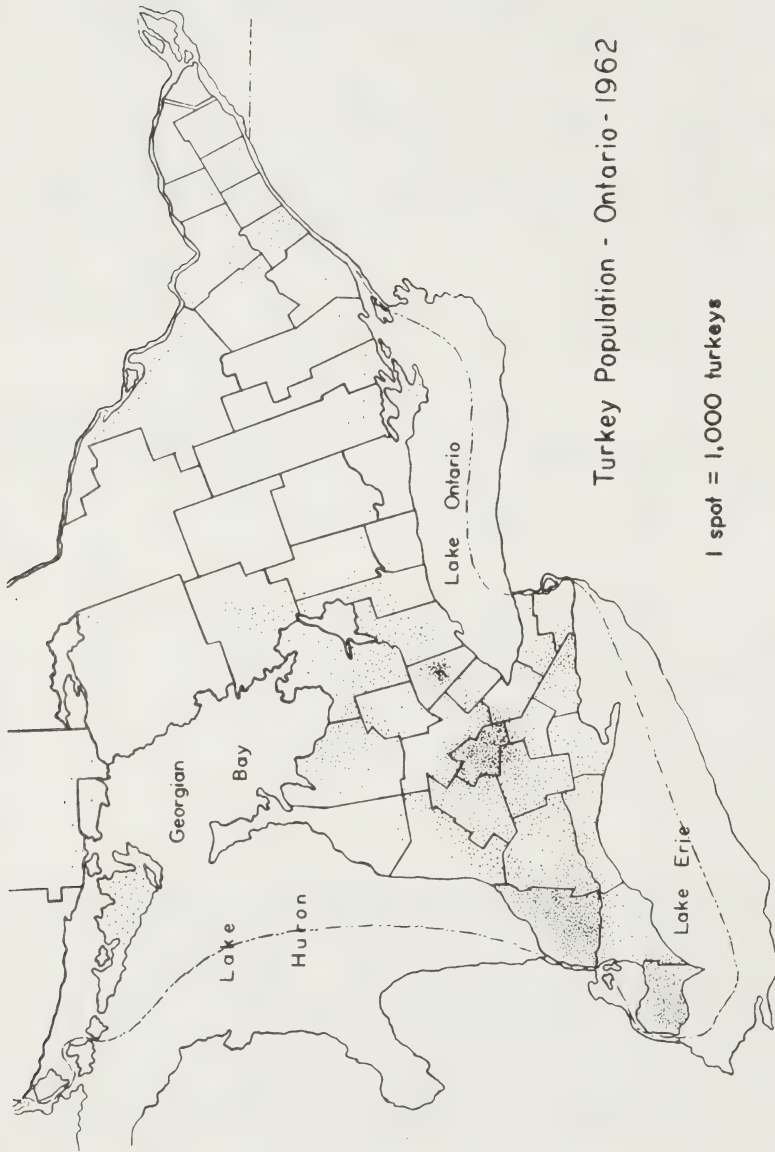 Turkey Population - Ontario - 1962
1 spot = 1,000 turkeys
Georgian
Bay
Lake
Huron
Lake Ontario
Lake Erie